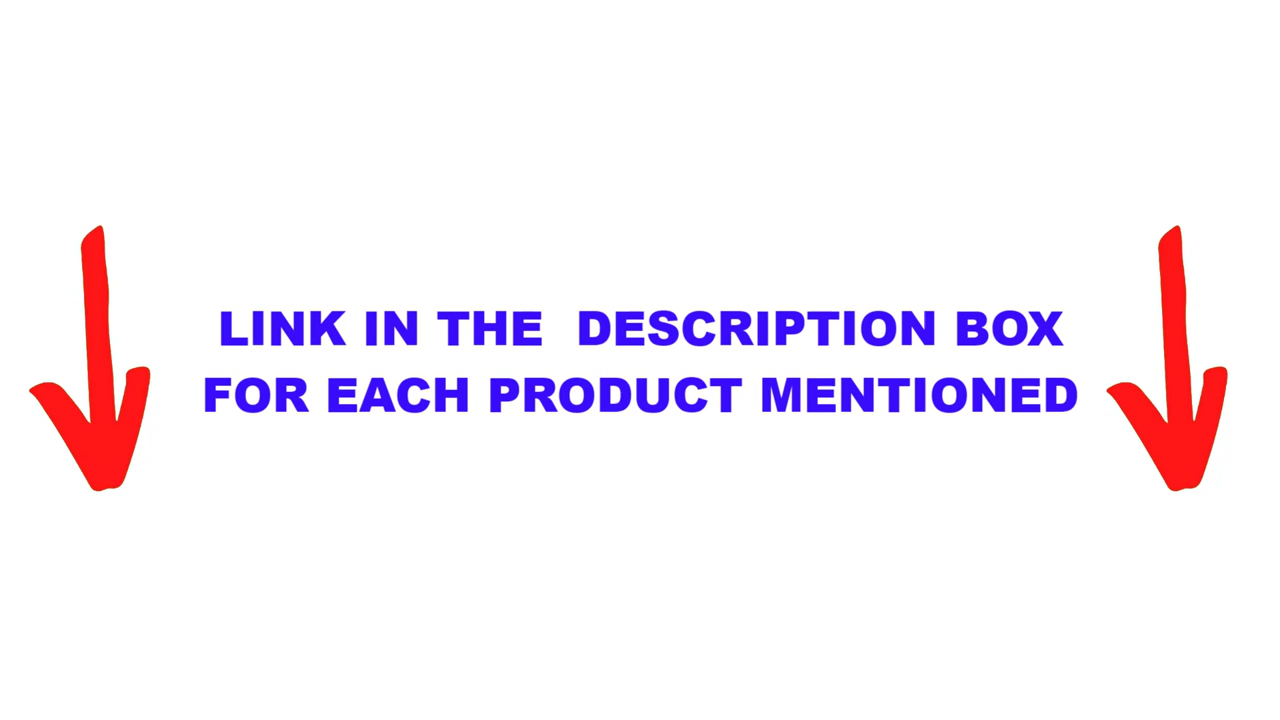 LINK IN THE  DESCRIPTION BOX
FOR EACH PRODUCT MENTIONED